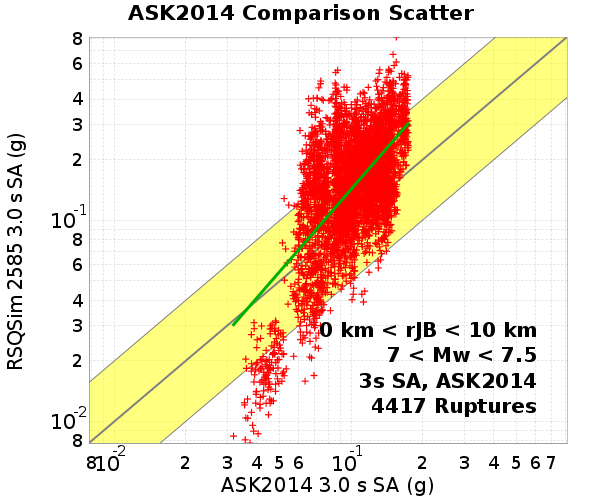 ASK2014 Comparison Scatter
RSQSim 2585 3.0 s SA (g)
8
6
4
3
2
10-1
8
6
4
3
2
10-2
8
0 km < rJB < 10 km
7 < Mw < 7.5
3s SA, ASK2014
4417 Ruptures
8 10-2 2 3 4 5 6 10-1 2 3 4 5 6 7
ASK2014 3.0 s SA (g)